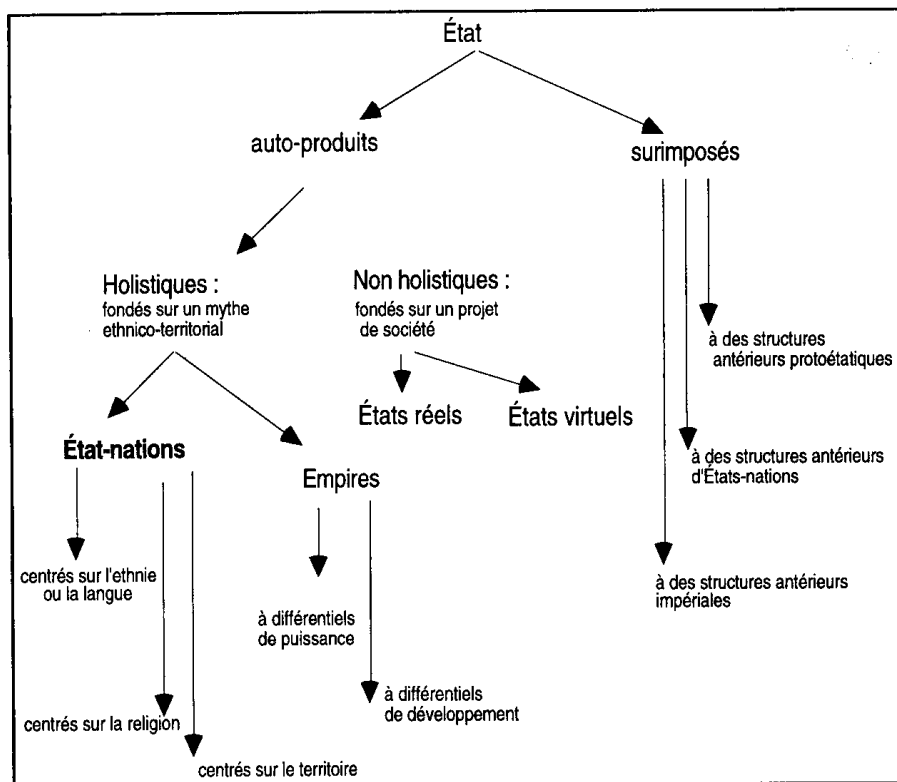 État
auto-produits
surimposés
Holistiques :
fondés sur un mythe
ethnico-territorial
Non holistiques :
fondés sur un projet
de société
à des structures
antérieurs protoétatiques
États réels
États virtuels
État-nations
Empires
à des structures antérieurs
d'États-nations
centrés sur l'ethnie
ou la langue
à des structures antérieurs
impériales
à différentiels
de puissance
centrés sur la religion
à différentiels
de développement
centrés sur le territoire